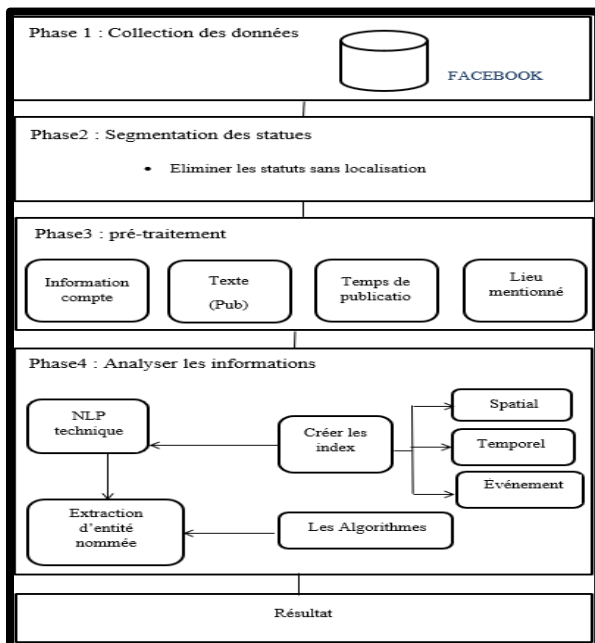 Phase 1 : Collection des données
FACEBOOK
Phase2 : Segmentation des statues
• Eliminer les statuts sans localisation
Phase3 : pré-traitement
Information
compte
Texte
(Pub)
Temps de
publicatio
Lieu
mentionné
Phase4 : Analyser les informations
NLP
technique
Créer les
index
Spatial
Temporel
Événement
Extraction
d'entité
nommée
Les Algorithmes
Résultat